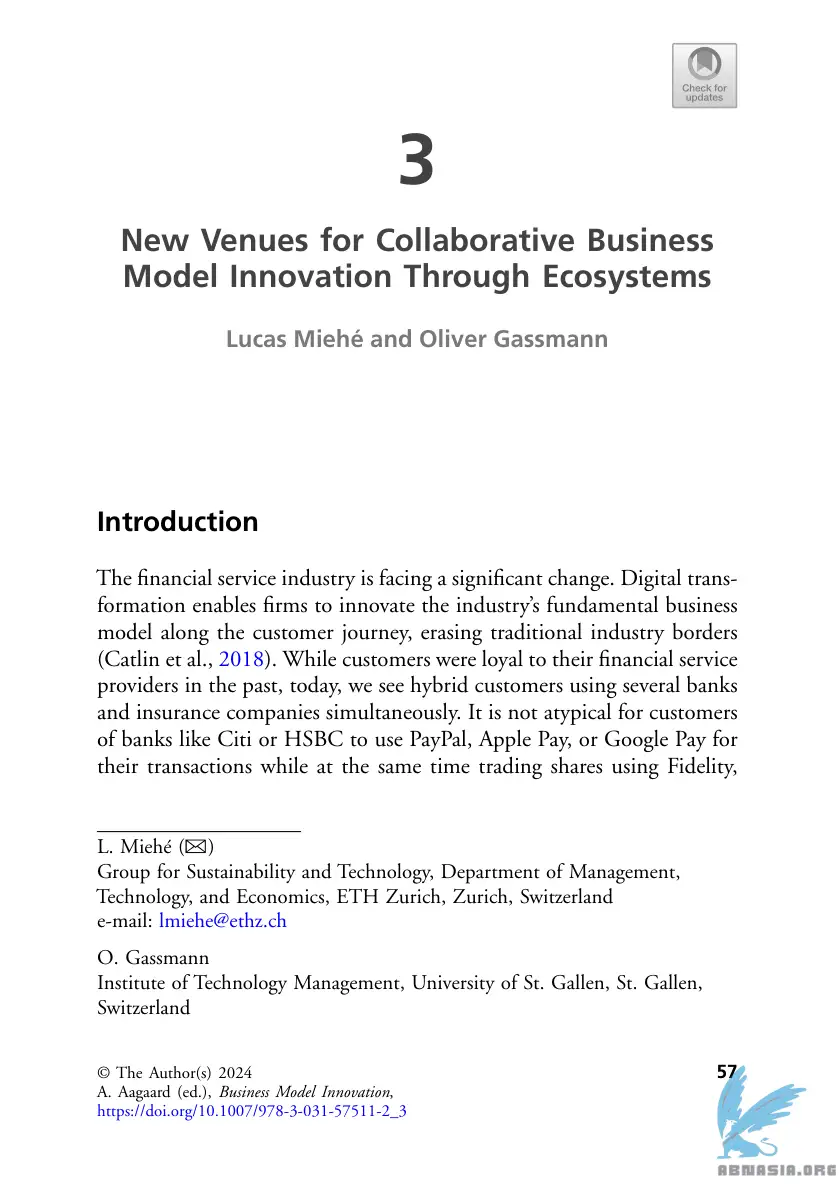 Check for
updates
3
New Venues for Collaborative Business
Model Innovation Through Ecosystems
Lucas Miehé and Oliver Gassmann
Introduction
The financial service industry is facing a significant change. Digital trans-
formation enables firms to innovate the industry’s fundamental business
model along the customer journey, erasing traditional industry borders
(Catlin et al., 2018). While customers were loyal to their financial service
providers in the past, today, we see hybrid customers using several banks
and insurance companies simultaneously. It is not atypical for customers
of banks like Citi or HSBC to use PayPal, Apple Pay, or Google Pay for
their transactions while at the same time trading shares using Fidelity,
L. Miehé (✉)
Group for Sustainability and Technology, Department of Management,
Technology, and Economics, ETH Zurich, Zurich, Switzerland
e-mail: lmiehe@ethz.ch
O. Gassmann
Institute of Technology Management, University of St. Gallen, St. Gallen,
Switzerland
© The Author(s) 2024
57
A. Aagaard (ed.), Business Model Innovation,
https://doi.org/10.1007/978-3-031-57511-2_3
ABNASIA.ORG